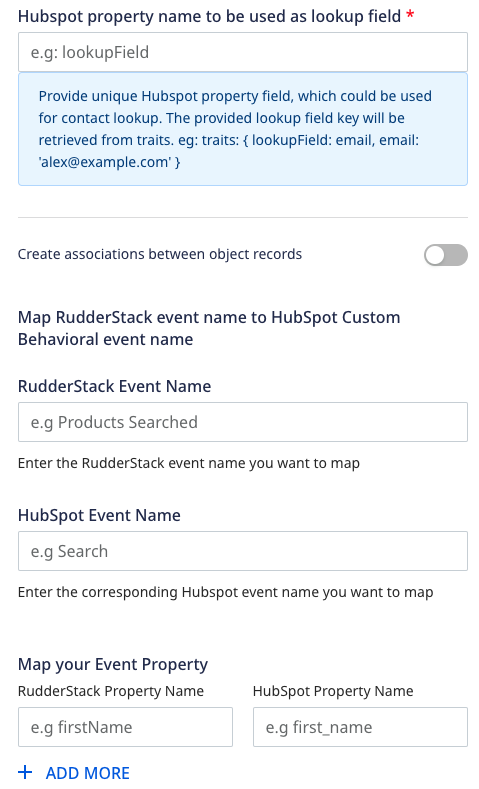 Hubspot property name to be used as lookup field *
e.g: lookupField
Provide unique Hubspot property field, which could be used
for contact lookup. The provided lookup field key will be
retrieved from traits. eg: traits: { lookupField: email, email:
'alex@example.com' }
Create associations between object records
Map RudderStack event name to HubSpot Custom
Behavioral event name
RudderStack Event Name
e.g Products Searched
Enter the RudderStack event name you want to map
HubSpot Event Name
e.g Search
Enter the corresponding Hubspot event name you want to map
Map your Event Property
RudderStack Property Name HubSpot Property Name
e.g firstName e.g first_name
+ ADD MORE